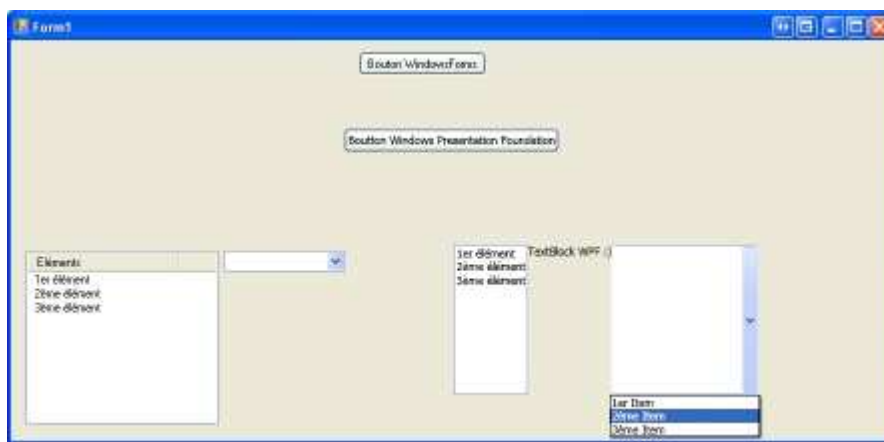 Form1
Bouton WindowsForms
Boutton Windows Presentation Foundation
Eléments
1er élément
2ème élément
3ème élément
1er élément
2ème élément
3ème élément
TextBlock WPF :)
1er Item
2ème Item
3ème Item